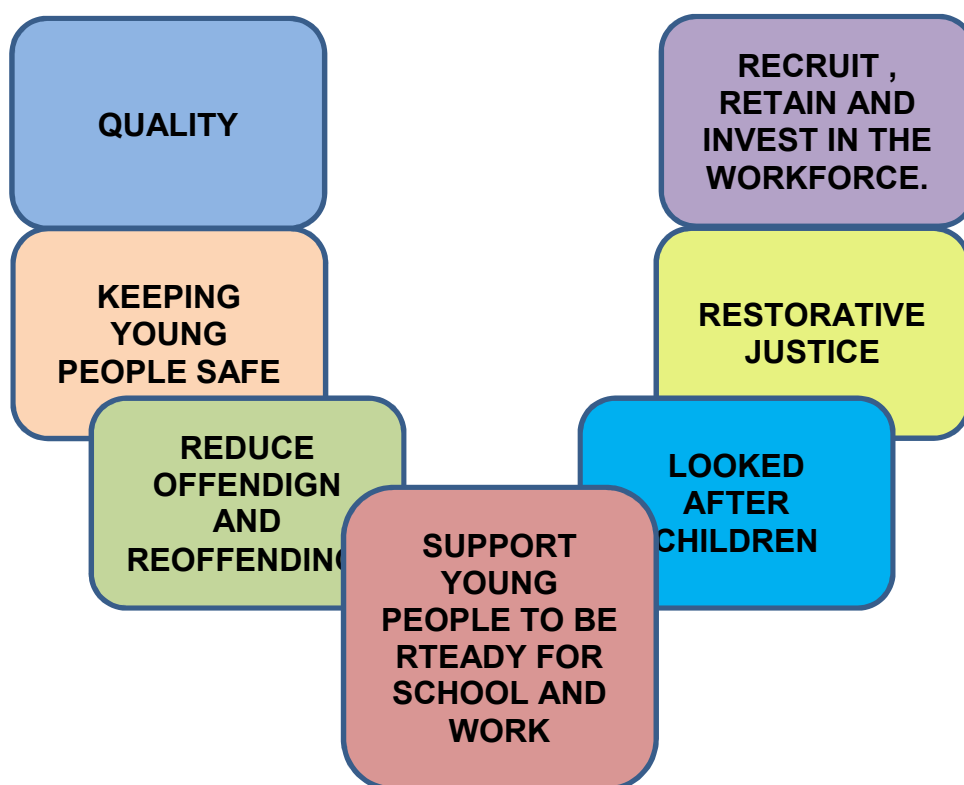 QUALITY
KEEPING
YOUNG
PEOPLE SAFE
REDUCE
OFFENDIGN
AND
REOFFENDING
SUPPORT
YOUNG
PEOPLE TO BE
RTEADY FOR
SCHOOL AND
WORK
LOOKED
AFTER
CHILDREN
RESTORATIVE
JUSTICE
RECRUIT ,
RETAIN AND
INVEST IN THE
WORKFORCE.